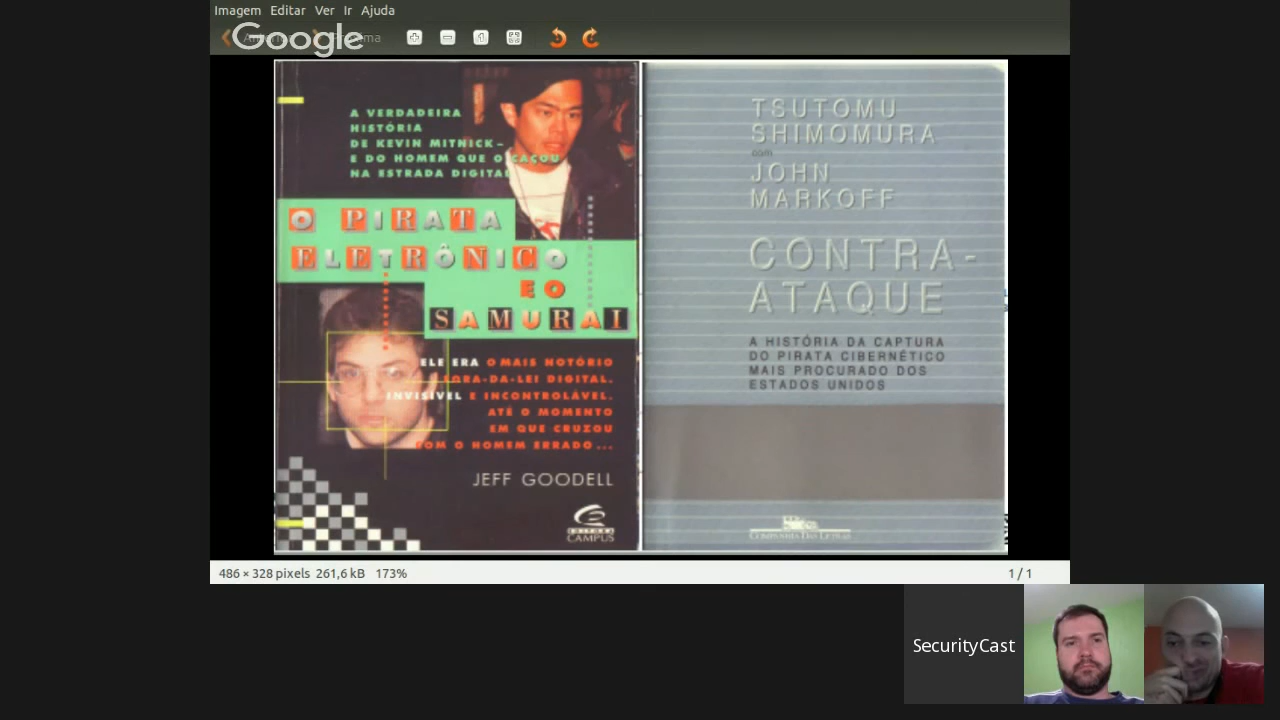 Imagem Editar Ver Ir Ajuda
Google
A VERDADEIRA
HISTÓRIA
DE KEVIN MITNICK–
E DO HOMEM QUE O CAÇOU
NA ESTRADA DIGITAL
O PIRATA
ELETRÔNICO
E O
SAMURAI
ELE ERA O MAIS NOTÓRIO
FORA-DA-LEI DIGITAL.
INVISÍVEL E INCONTROLÁVEL.
ATÉ O MOMENTO
EM QUE CRUZOU
COM O HOMEM ERRADO...
JEFF GOODELL
EDITORA
CAMPUS
TSUTOMU
SHIMOMURA
com
JOHN
MARKOFF
CONTRA-
ATAQUE
A HISTÓRIA DA CAPTURA
DO PIRATA CIBERNÉTICO
MAIS PROCURADO DOS
ESTADOS UNIDOS
COMPANHIA DAS LETRAS
486 × 328 pixels 261,6 kB 173%
1 / 1
SecurityCast